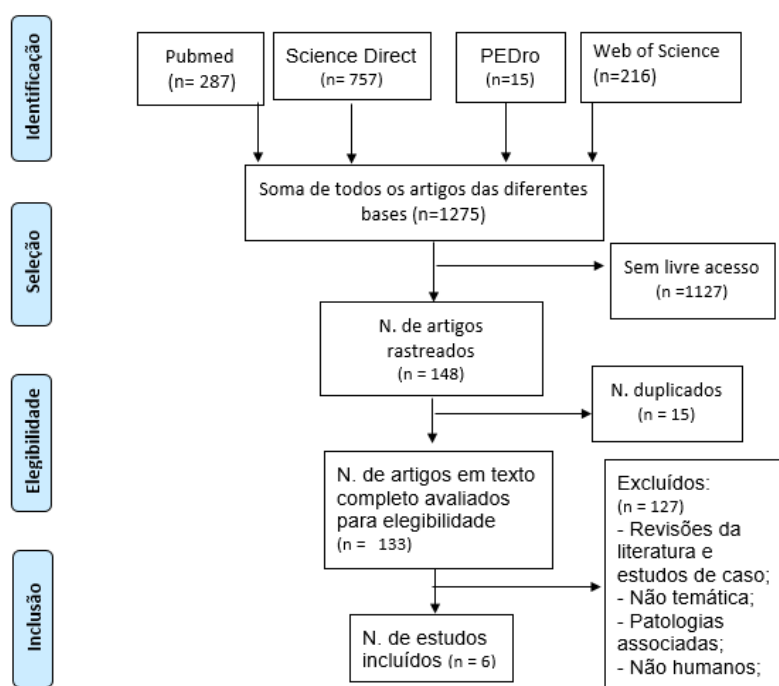 Identificação
Pubmed
(n= 287)
Science Direct
(n= 757)
PEDro
(n=15)
Web of Science
(n=216)
Soma de todos os artigos das diferentes
bases (n=1275)
Seleção
Sem livre acesso
(n =1127)
N. de artigos
rastreados
(n = 148)
Elegibilidade
N. duplicados
(n = 15)
N. de artigos em texto
completo avaliados
para elegibilidade
(n = 133)
Excluídos:
(n = 127)
- Revisões da
literatura e
estudos de caso;
- Não temática;
- Patologias
associadas;
- Não humanos;
Inclusão
N. de estudos
incluídos (n = 6)